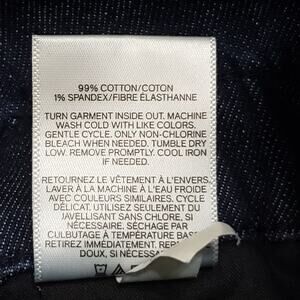 99% COTTON/COTON
1% SPANDEX/FIBRE ÉLASTHANNE
TURN GARMENT INSIDE OUT. MACHINE
WASH COLD WITH LIKE COLORS.
GENTLE CYCLE. ONLY NON-CHLORINE
BLEACH WHEN NEEDED. TUMBLE DRY
LOW. REMOVE PROMPTLY. COOL IRON
IF NEEDED.
RETOURNEZ LE VÊTEMENT À L'ENVERS.
LAVER À LA MACHINE À L'EAU FROIDE
AVEC COULEURS SIMILAIRES. CYCLE
DÉLICAT. UTILISEZ SEULEMENT DU
JAVELLISANT SANS CHLORE, SI
NÉCESSAIRE. SÉCHAGE PAR
CULBUTAGE À TEMPÉRATURE BASSE.
RETIREZ IMMÉDIATEMENT. REPASSAGE
DOUX, SI NÉCESSAIRE.